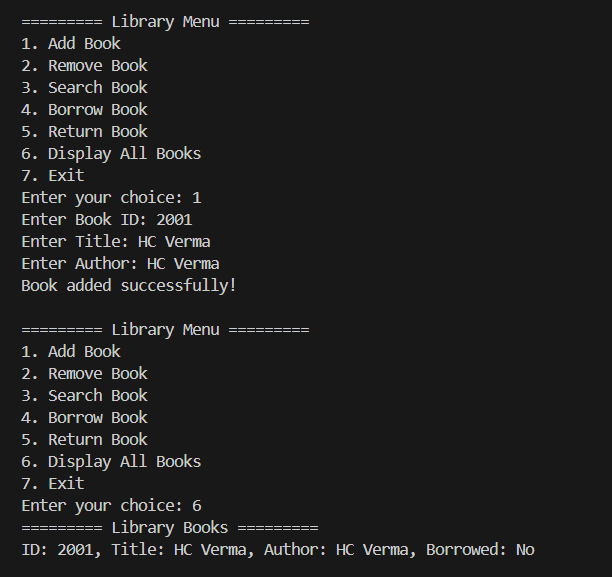 ========= Library Menu =========
1. Add Book
2. Remove Book
3. Search Book
4. Borrow Book
5. Return Book
6. Display All Books
7. Exit
Enter your choice: 1
Enter Book ID: 2001
Enter Title: HC Verma
Enter Author: HC Verma
Book added successfully!

========= Library Menu =========
1. Add Book
2. Remove Book
3. Search Book
4. Borrow Book
5. Return Book
6. Display All Books
7. Exit
Enter your choice: 6
========= Library Books =========
ID: 2001, Title: HC Verma, Author: HC Verma, Borrowed: No